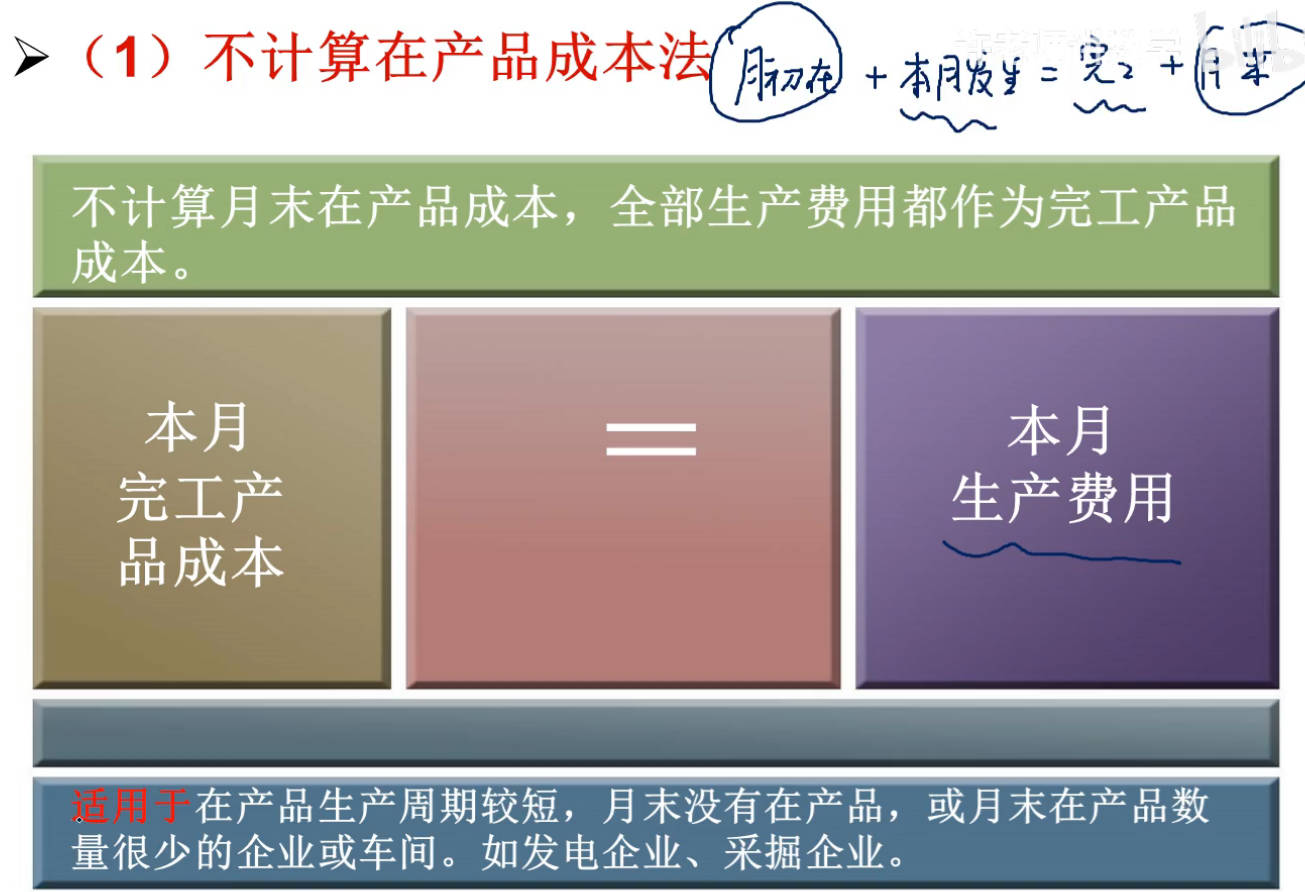 ➢（1）不计算在产品成本法 月初在 + 本月发生 = 完工 + 月末
不计算月末在产品成本，全部生产费用都作为完工产品
成本。
本月
完工产
品成本
＝
本月
生产费用
适用于在产品生产周期较短，月末没有在产品，或月末在产品数
量很少的企业或车间。如发电企业、采掘企业。